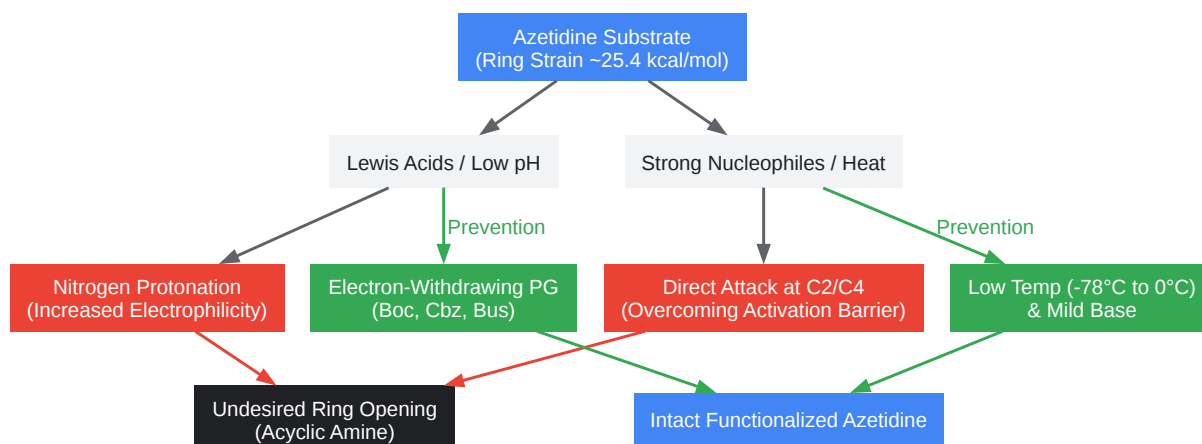 Azetidine Substrate
(Ring Strain ~25.4 kcal/mol)
Lewis Acids / Low pH
Strong Nucleophiles / Heat
Prevention
Prevention
Nitrogen Protonation
(Increased Electrophilicity)
Electron-Withdrawing PG
(Boc, Cbz, Bus)
Direct Attack at C2/C4
(Overcoming Activation Barrier)
Low Temp (-78°C to 0°C)
& Mild Base
Undesired Ring Opening
(Acyclic Amine)
Intact Functionalized Azetidine